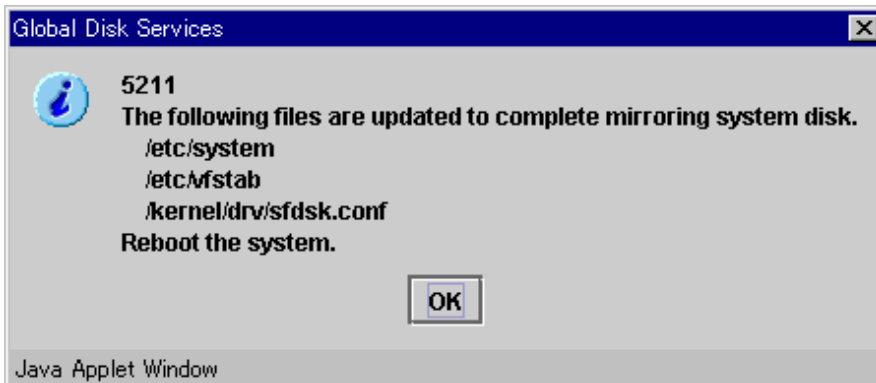 Global Disk Services
5211
The following files are updated to complete mirroring system disk.
/etc/system
/etc/vfstab
/kernel/drv/sfdsk.conf
Reboot the system.
OK
Java Applet Window